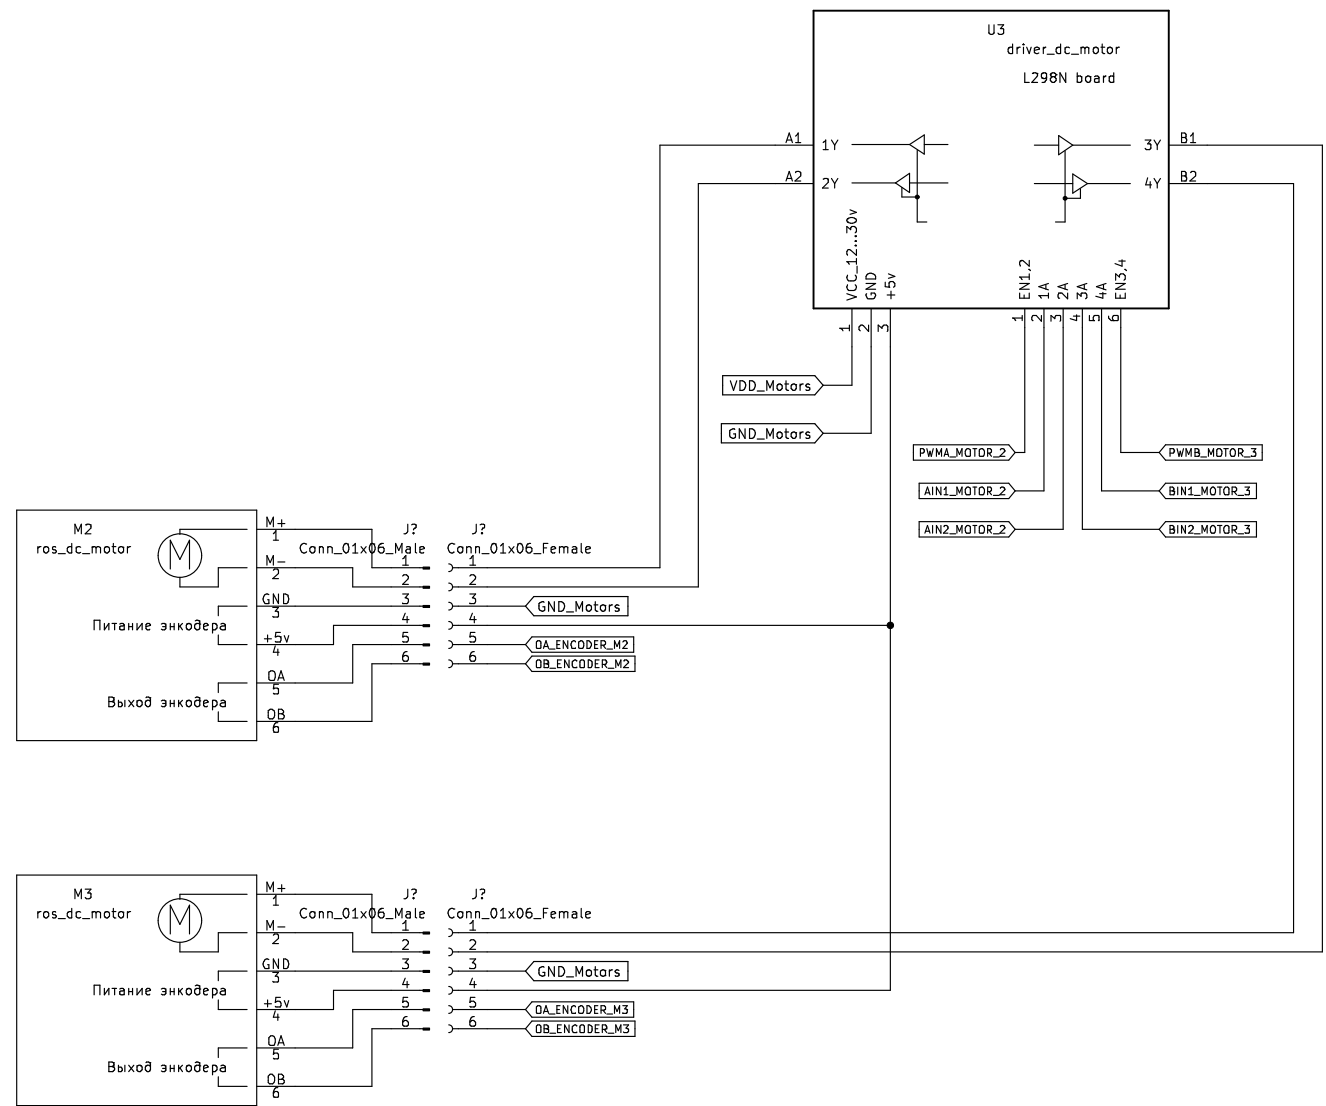 U3
driver_dc_motor
L298N board
A1
1Y
3Y
B1
A2
2Y
4Y
B2
VCC_12...30v
GND
+5v
EN1,2
1A
2A
3A
4A
EN3,4
1
2
3
1
2
3
4
5
6
VDD_Motors
GND_Motors
PWMA_MOTOR_2
PWMB_MOTOR_3
AIN1_MOTOR_2
BIN1_MOTOR_3
AIN2_MOTOR_2
BIN2_MOTOR_3
M2
ros_dc_motor
M
M+
1
M-
2
GND
3
Питание энкодера
+5v
4
OA
5
Выход энкодера
OB
6
J?
J?
Conn_01x06_Male
Conn_01x06_Female
1
1
2
2
3
3
GND_Motors
4
4
5
5
OA_ENCODER_M2
6
6
OB_ENCODER_M2
M3
ros_dc_motor
M
M+
1
M-
2
GND
3
Питание энкодера
+5v
4
OA
5
Выход энкодера
OB
6
J?
J?
Conn_01x06_Male
Conn_01x06_Female
1
1
2
2
3
3
GND_Motors
4
4
5
5
OA_ENCODER_M3
6
6
OB_ENCODER_M3